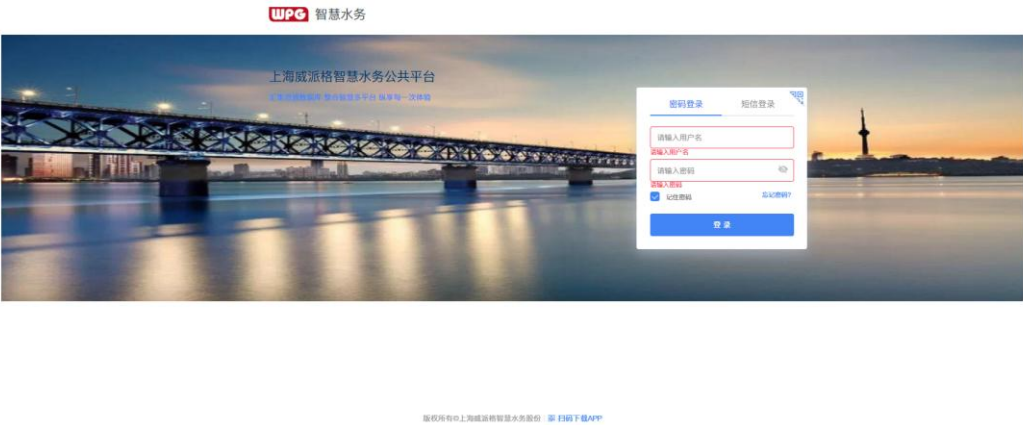 WPG 智慧水务
上海威派格智慧水务公共平台
密码登录 短信登录
请输入用户名
请输入用户名
请输入密码
请输入密码
记住密码 忘记密码?
登 录
版权所有©上海威派格智慧水务股份 扫码下载APP